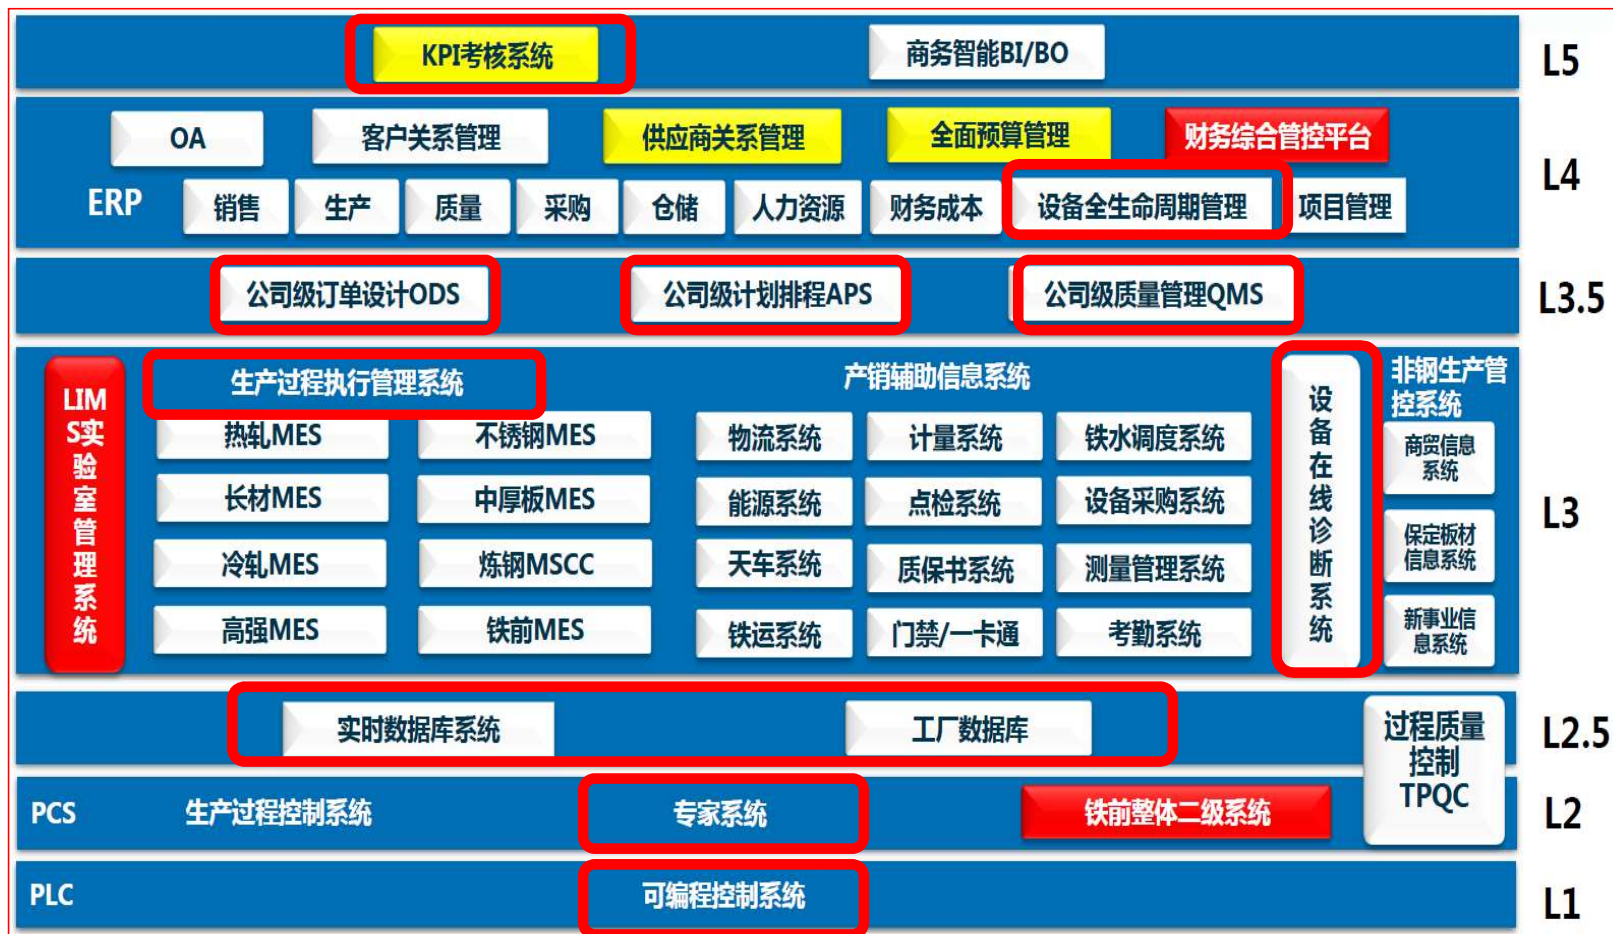 KPI考核系统
商务智能BI/BO
L5
OA
客户关系管理
供应商关系管理
全面预算管理
财务综合管控平台
L4
ERP
销售
生产
质量
采购
仓储
人力资源
财务成本
设备全生命周期管理
项目管理
公司级订单设计ODS
公司级计划排程APS
公司级质量管理QMS
L3.5
LIM
S实
验
室
管
理
系
统
生产过程执行管理系统
热轧MES
不锈钢MES
长材MES
中厚板MES
冷轧MES
炼钢MSCC
高强MES
铁前MES
产销辅助信息系统
物流系统
计量系统
铁水调度系统
能源系统
点检系统
设备采购系统
天车系统
质保书系统
测量管理系统
铁运系统
门禁/一卡通
考勤系统
设
备
在
线
诊
断
系
统
非钢生产管
控系统
商贸信息
系统
保定板材
信息系统
新事业信
息系统
L3
实时数据库系统
工厂数据库
过程质量
控制
TPQC
L2.5
PCS
生产过程控制系统
专家系统
铁前整体二级系统
L2
PLC
可编程控制系统
L1